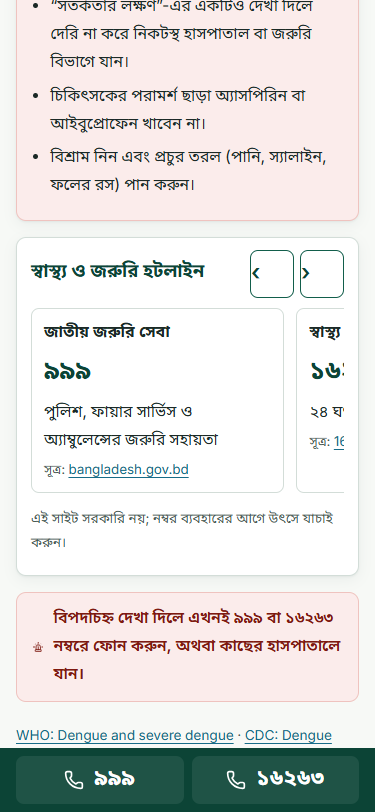 "সতর্কতার লক্ষণ"-এর একটিও দেখা দিলে
দেরি না করে নিকটস্থ হাসপাতাল বা জরুরি
বিভাগে যান।
চিকিৎসকের পরামর্শ ছাড়া অ্যাসপিরিন বা
আইবুপ্রোফেন খাবেন না।
বিশ্রাম নিন এবং প্রচুর তরল (পানি, স্যালাইন,
ফলের রস) পান করুন।
স্বাস্থ্য ও জরুরি হটলাইন
‹ ›
জাতীয় জরুরি সেবা
৯৯৯
পুলিশ, ফায়ার সার্ভিস ও
অ্যাম্বুলেন্সের জরুরি সহায়তা
সূত্র: bangladesh.gov.bd
স্বাস্থ্য
২৪
সূত্র: 16
এই সাইট সরকারি নয়; নম্বর ব্যবহারের আগে উৎসে যাচাই
করুন।
বিপদচিহ্ন দেখা দিলে এখনই ৯৯৯ বা ১৬২৬৩
নম্বরে ফোন করুন, অথবা কাছের হাসপাতালে
যান।
WHO: Dengue and severe dengue · CDC: Dengue
৯৯৯ ১৬২৬৩